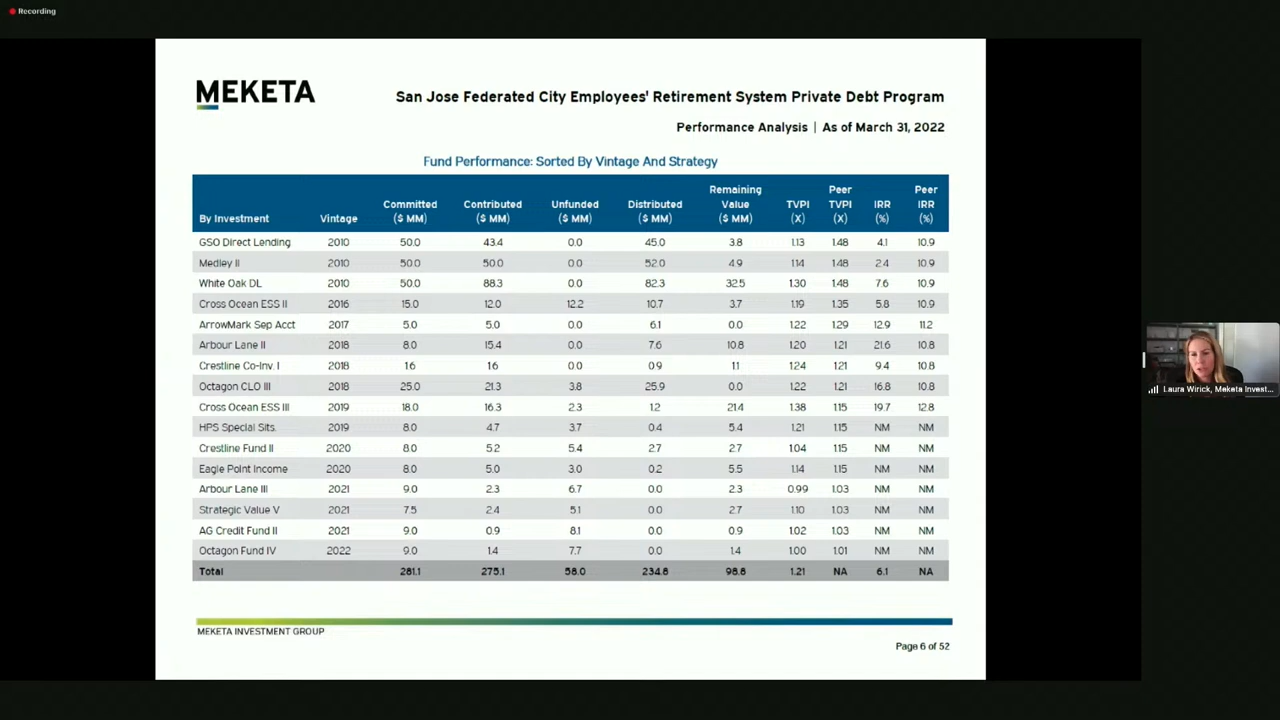 Recording
MEKETA
San Jose Federated City Employees' Retirement System Private Debt Program
Performance Analysis | As of March 31, 2022
Fund Performance: Sorted By Vintage And Strategy
By Investment Vintage Committed ($ MM) Contributed ($ MM) Unfunded ($ MM) Distributed ($ MM) Remaining Value ($ MM) TVPI (X) Peer TVPI (X) IRR (%) Peer IRR (%)
GSO Direct Lending 2010 50.0 43.4 0.0 45.0 3.8 1.13 1.48 4.1 10.9
Medley II 2010 50.0 50.0 0.0 52.0 4.9 1.14 1.48 2.4 10.9
White Oak DL 2010 50.0 88.3 0.0 82.3 32.5 1.30 1.48 7.6 10.9
Cross Ocean ESS II 2016 15.0 12.0 12.2 10.7 3.7 1.19 1.35 5.8 10.9
ArrowMark Sep Acct 2017 5.0 5.0 0.0 6.1 0.0 1.22 1.29 12.9 11.2
Arbour Lane II 2018 8.0 15.4 0.0 7.6 10.8 1.20 1.21 21.6 10.8
Crestline Co-Inv. I 2018 1.6 1.6 0.0 0.9 1.1 1.24 1.21 9.4 10.8
Octagon CLO III 2018 25.0 21.3 3.8 25.9 0.0 1.22 1.21 16.8 10.8
Cross Ocean ESS III 2019 18.0 16.3 2.3 1.2 21.4 1.38 1.15 19.7 12.8
HPS Special Sits. 2019 8.0 4.7 3.7 0.4 5.4 1.21 1.15 NM NM
Crestline Fund II 2020 8.0 5.2 5.4 2.7 2.7 1.04 1.15 NM NM
Eagle Point Income 2020 8.0 5.0 3.0 0.2 5.5 1.14 1.15 NM NM
Arbour Lane III 2021 9.0 2.3 6.7 0.0 2.3 0.99 1.03 NM NM
Strategic Value V 2021 7.5 2.4 5.1 0.0 2.7 1.10 1.03 NM NM
AG Credit Fund II 2021 9.0 0.9 8.1 0.0 0.9 1.02 1.03 NM NM
Octagon Fund IV 2022 9.0 1.4 7.7 0.0 1.4 1.00 1.01 NM NM
Total 281.1 275.1 58.0 234.8 98.8 1.21 NA 6.1 NA
MEKETA INVESTMENT GROUP
Page 6 of 52
Laura Wirick, Meketa Invest...